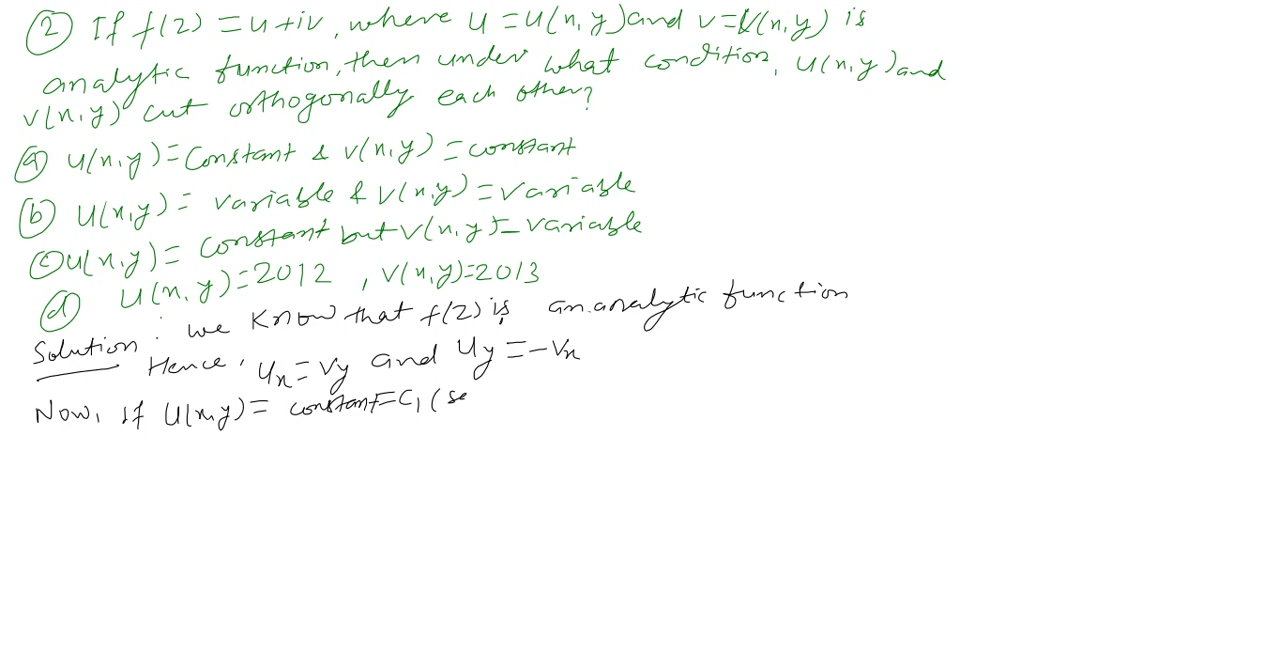 ② If f(z) = u+iv, where u = u(x, y) and v = v(x, y) is
analytic function, then under what condition, u(x, y) and
v(x, y) cut orthogonally each other?
ⓐ u(x, y) = Constant & v(x, y) = constant
ⓑ u(x, y) = variable & v(x, y) = variable
ⓒ u(x, y) = constant but v(x, y) = variable
ⓓ u(x, y) = 2012 , v(x, y) = 2013
Solution : we know that f(z) is an analytic function
Hence, ux = vy and uy = -vx
Now, if u(x, y) = constant = C1 (se